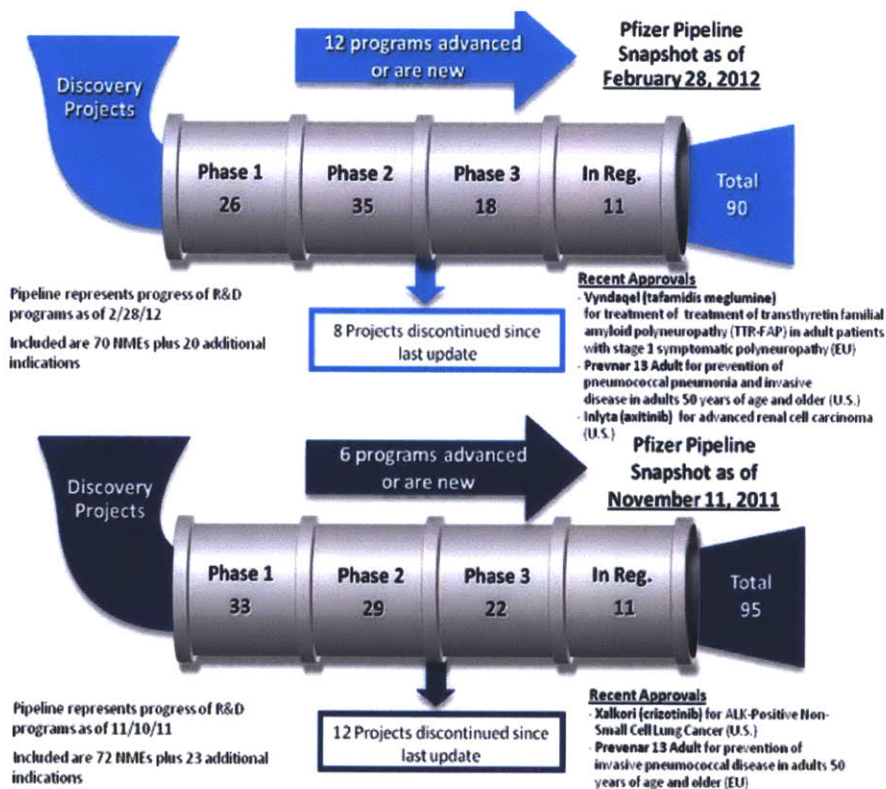 12 programs advanced
or are new
Pfizer Pipeline
Snapshot as of
February 28, 2012
Discovery
Projects
Phase 1
26
Phase 2
35
Phase 3
18
In Reg.
11
Total
90
Pipeline represents progress of R&D
programs as of 2/28/12
Included are 70 NMEs plus 20 additional
indications
8 Projects discontinued since
last update
Recent Approvals
- Vyndaqel (tafamidis meglumine)
for treatment of treatment of transthyretin familial
amyloid polyneuropathy (TTR-FAP) in adult patients
with stage 1 symptomatic polyneuropathy (EU)
- Prevnar 13 Adult for prevention of
pneumococcal pneumonia and invasive
disease in adults 50 years of age and older (U.S.)
- Inlyta (axitinib) for advanced renal cell carcinoma
(U.S.)
6 programs advanced
or are new
Pfizer Pipeline
Snapshot as of
November 11, 2011
Discovery
Projects
Phase 1
33
Phase 2
29
Phase 3
22
In Reg.
11
Total
95
Pipeline represents progress of R&D
programs as of 11/10/11
Included are 72 NMEs plus 23 additional
indications
12 Projects discontinued since
last update
Recent Approvals
- Xalkori (crizotinib) for ALK-Positive Non-
Small Cell Lung Cancer (U.S.)
- Prevenar 13 Adult for prevention of
invasive pneumococcal disease in adults 50
years of age and older (EU)